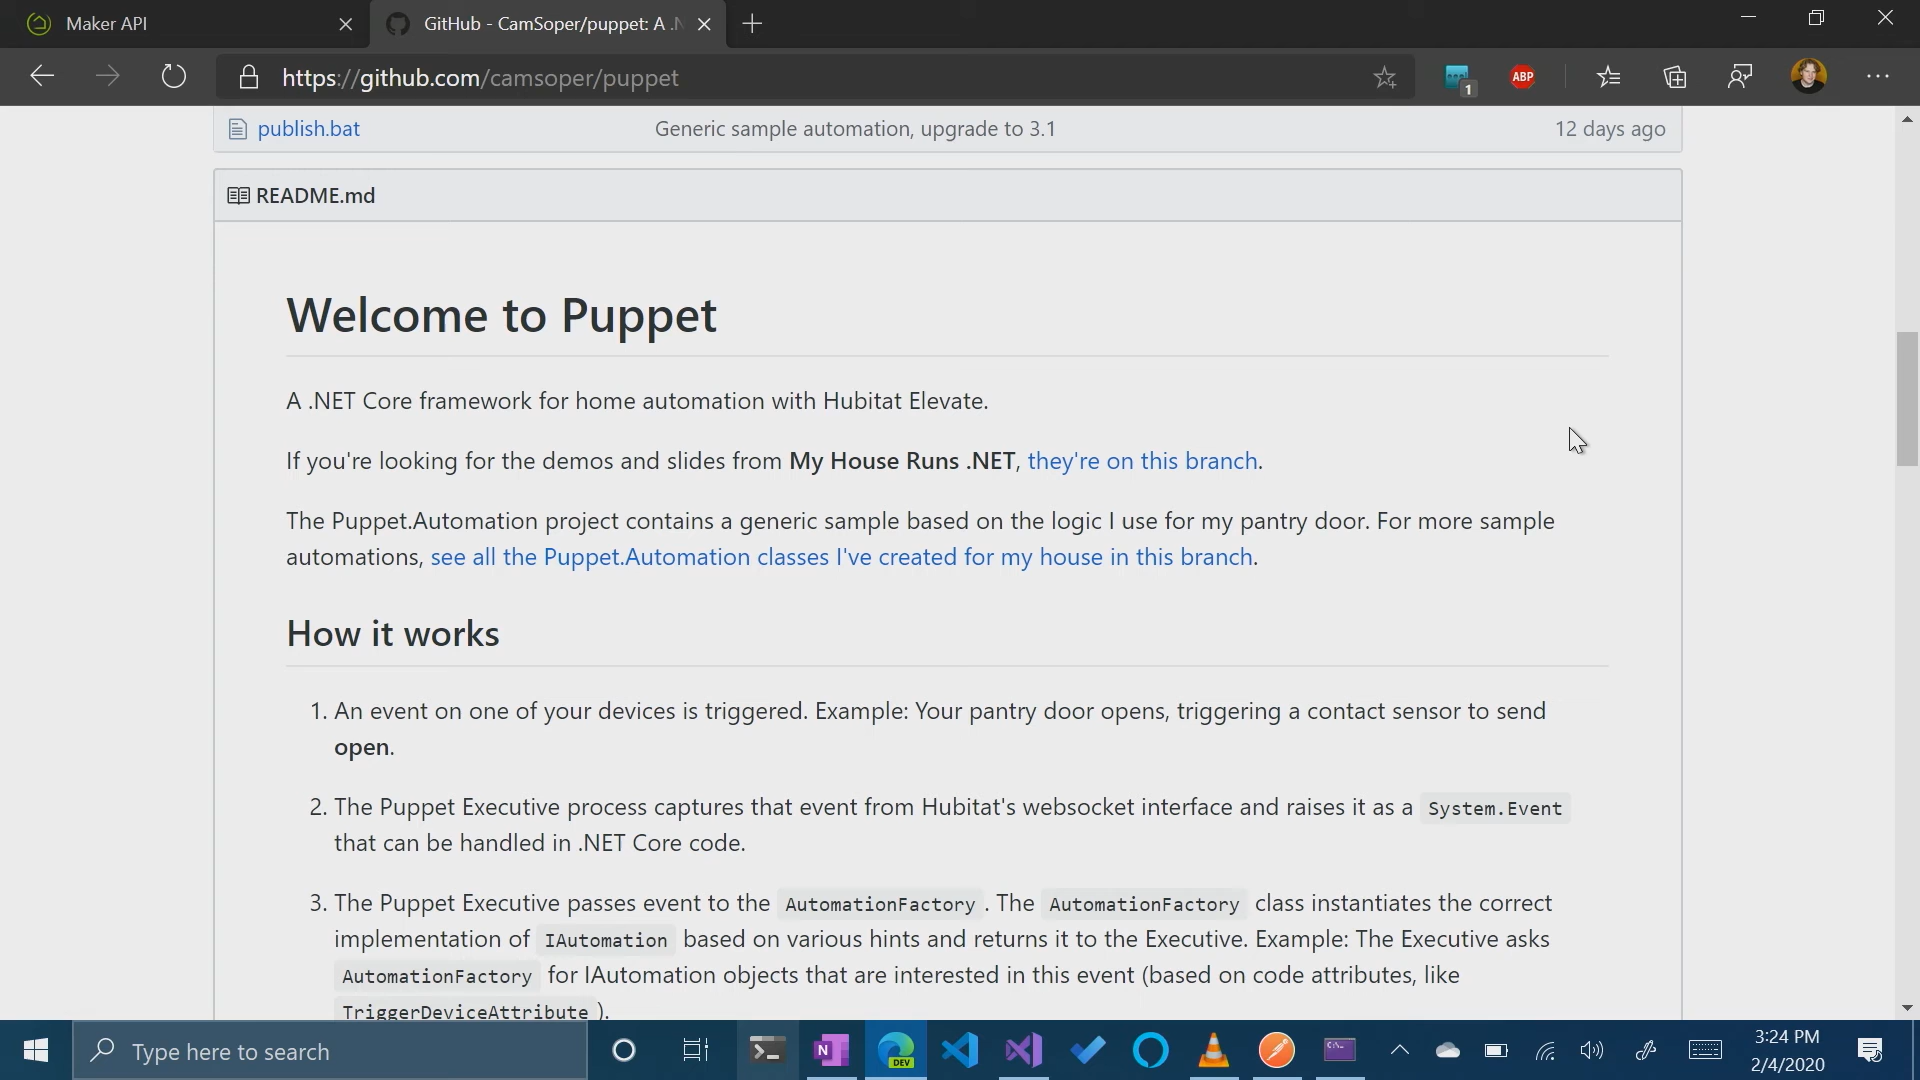 Maker API
GitHub - CamSoper/puppet: A .N
https://github.com/camsoper/puppet
1
ABP
publish.bat Generic sample automation, upgrade to 3.1 12 days ago
README.md
Welcome to Puppet
A .NET Core framework for home automation with Hubitat Elevate.
If you're looking for the demos and slides from My House Runs .NET, they're on this branch.
The Puppet.Automation project contains a generic sample based on the logic I use for my pantry door. For more sample
automations, see all the Puppet.Automation classes I've created for my house in this branch.
How it works
1. An event on one of your devices is triggered. Example: Your pantry door opens, triggering a contact sensor to send
open.
2. The Puppet Executive process captures that event from Hubitat's websocket interface and raises it as a System.Event
that can be handled in .NET Core code.
3. The Puppet Executive passes event to the AutomationFactory . The AutomationFactory class instantiates the correct
implementation of IAutomation based on various hints and returns it to the Executive. Example: The Executive asks
AutomationFactory for IAutomation objects that are interested in this event (based on code attributes, like
TriggerDeviceAttribute ).
Type here to search
N
DEV
C:\_
3:24 PM
2/4/2020